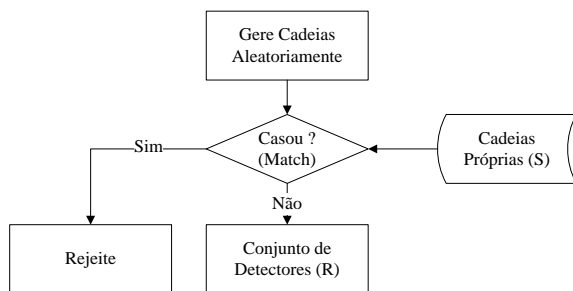 Gere Cadeias
Aleatoriamente
Casou ?
(Match)
Cadeias
Próprias (S)
Sim
Não
Rejeite
Conjunto de
Detectores (R)